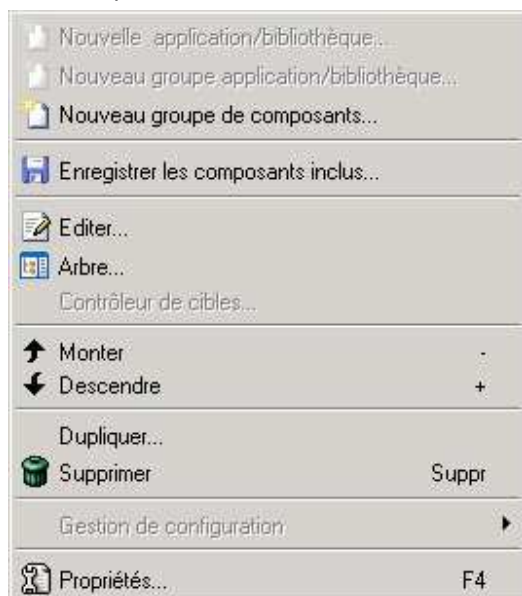 Nouvelle application/bibliothèque...
Nouveau groupe application/bibliothèque...
Nouveau groupe de composants...
Enregistrer les composants inclus...
Editer...
Arbre...
Contrôleur de cibles...
Monter -
Descendre +
Dupliquer...
Supprimer Suppr
Gestion de configuration
Propriétés... F4